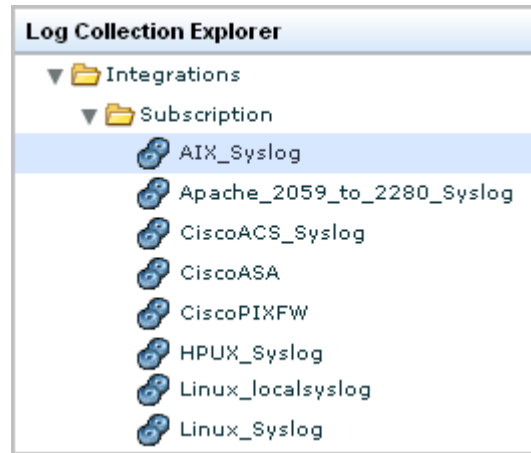 Log Collection Explorer
Integrations
Subscription
AIX_Syslog
Apache_2059_to_2280_Syslog
CiscoACS_Syslog
CiscoASA
CiscoPIXFW
HPUX_Syslog
Linux_localsyslog
Linux_Syslog